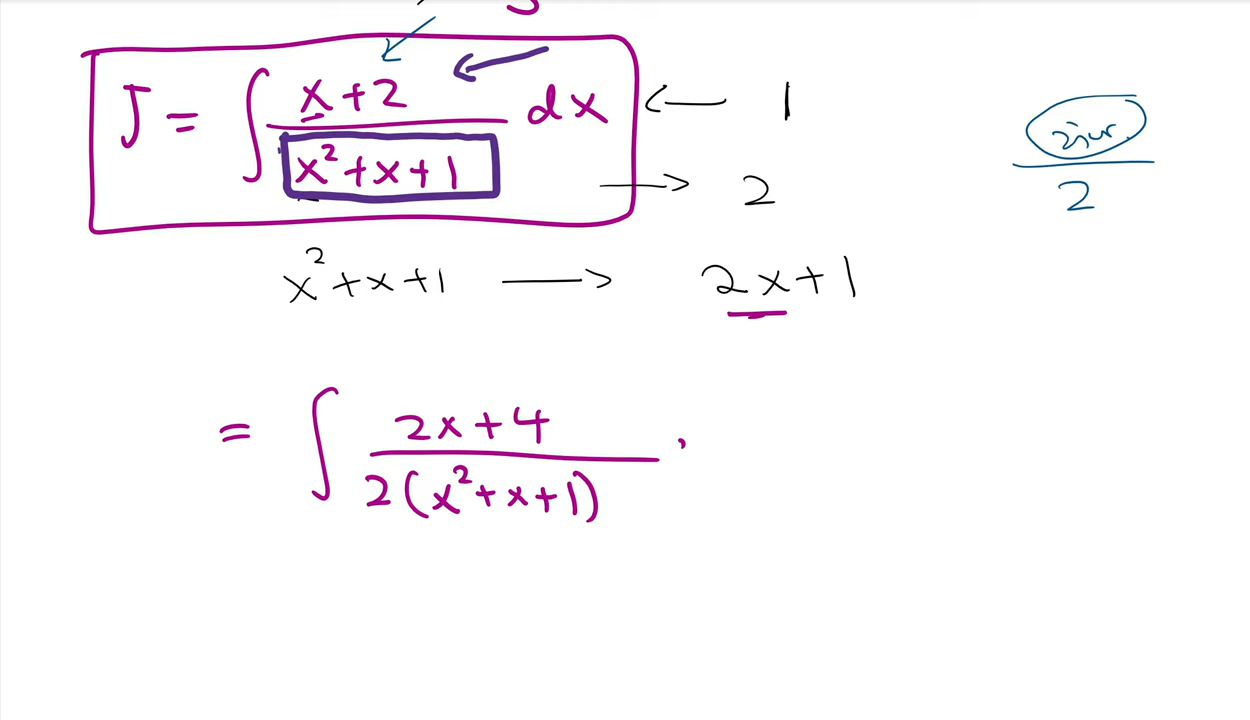 J = ∫ (x+2)/(x²+x+1) dx ← 1
→ 2
x²+x+1 → 2x+1
2
= ∫ (2x+4)/(2(x²+x+1))